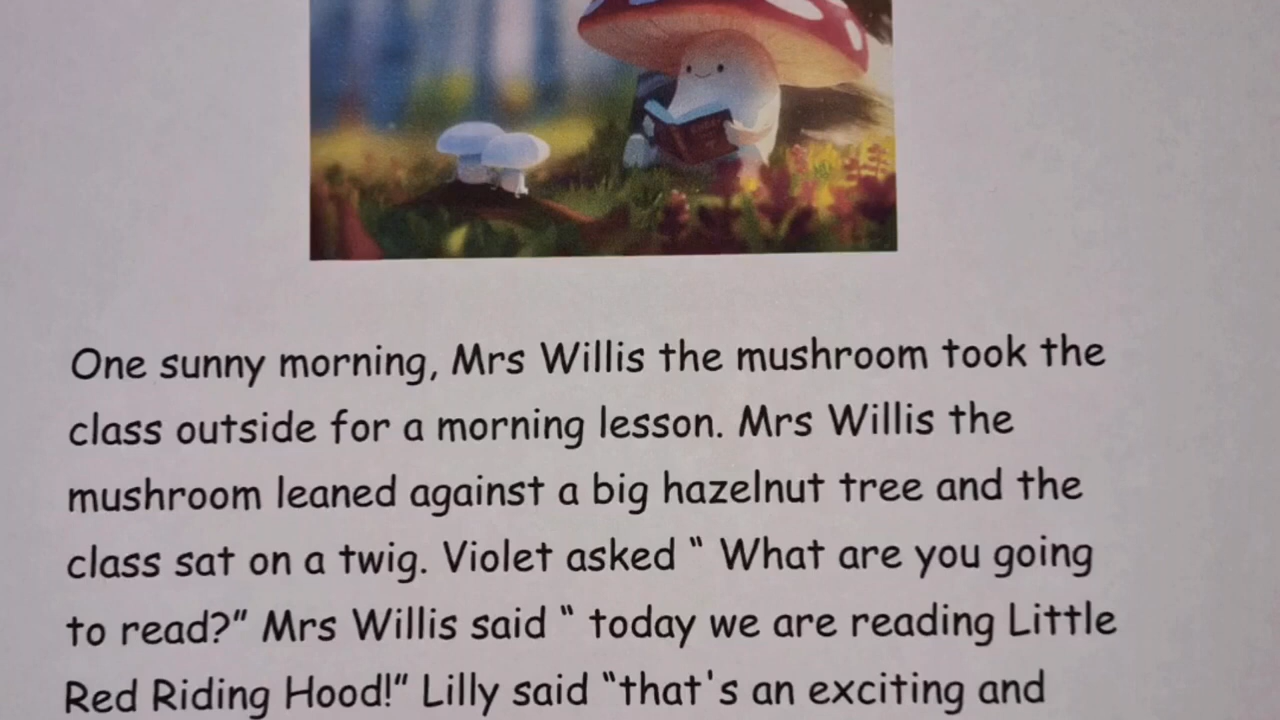 One sunny morning, Mrs Willis the mushroom took the
class outside for a morning lesson. Mrs Willis the
mushroom leaned against a big hazelnut tree and the
class sat on a twig. Violet asked “ What are you going
to read?” Mrs Willis said “ today we are reading Little
Red Riding Hood!” Lilly said “that's an exciting and